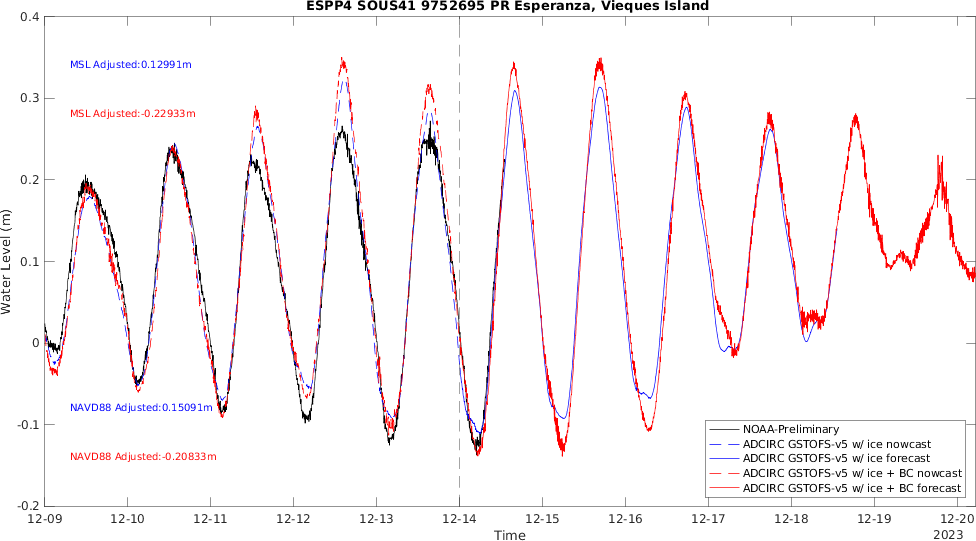 ESPP4 SOUS41 9752695 PR Esperanza, Vieques Island
0.4
0.3
0.2
0.1
0
-0.1
-0.2
Water Level (m)
MSL Adjusted:0.12991m
MSL Adjusted:-0.22933m
NAVD88 Adjusted:0.15091m
NAVD88 Adjusted:-0.20833m
NOAA-Preliminary
ADCIRC GSTOFS-v5 w/ ice nowcast
ADCIRC GSTOFS-v5 w/ ice forecast
ADCIRC GSTOFS-v5 w/ ice + BC nowcast
ADCIRC GSTOFS-v5 w/ ice + BC forecast
12-09 12-10 12-11 12-12 12-13 12-14 12-15 12-16 12-17 12-18 12-19 12-20
Time
2023